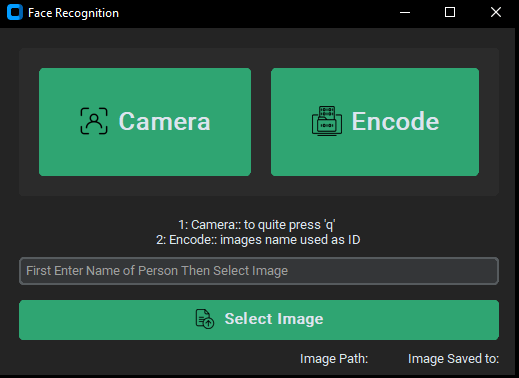 Face Recognition
Camera
Encode
1: Camera:: to quite press 'q'
2: Encode:: images name used as ID
First Enter Name of Person Then Select Image
Select Image
Image Path: Image Saved to: